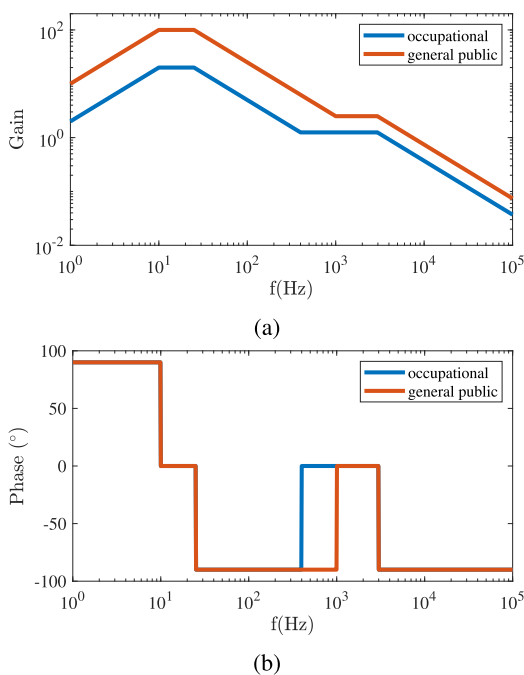 10^2
10^0
10^-2
Gain
occupational
general public
10^0 10^1 10^2 10^3 10^4 10^5
f(Hz)
(a)
100
50
0
-50
-100
Phase (°)
occupational
general public
10^0 10^1 10^2 10^3 10^4 10^5
f(Hz)
(b)